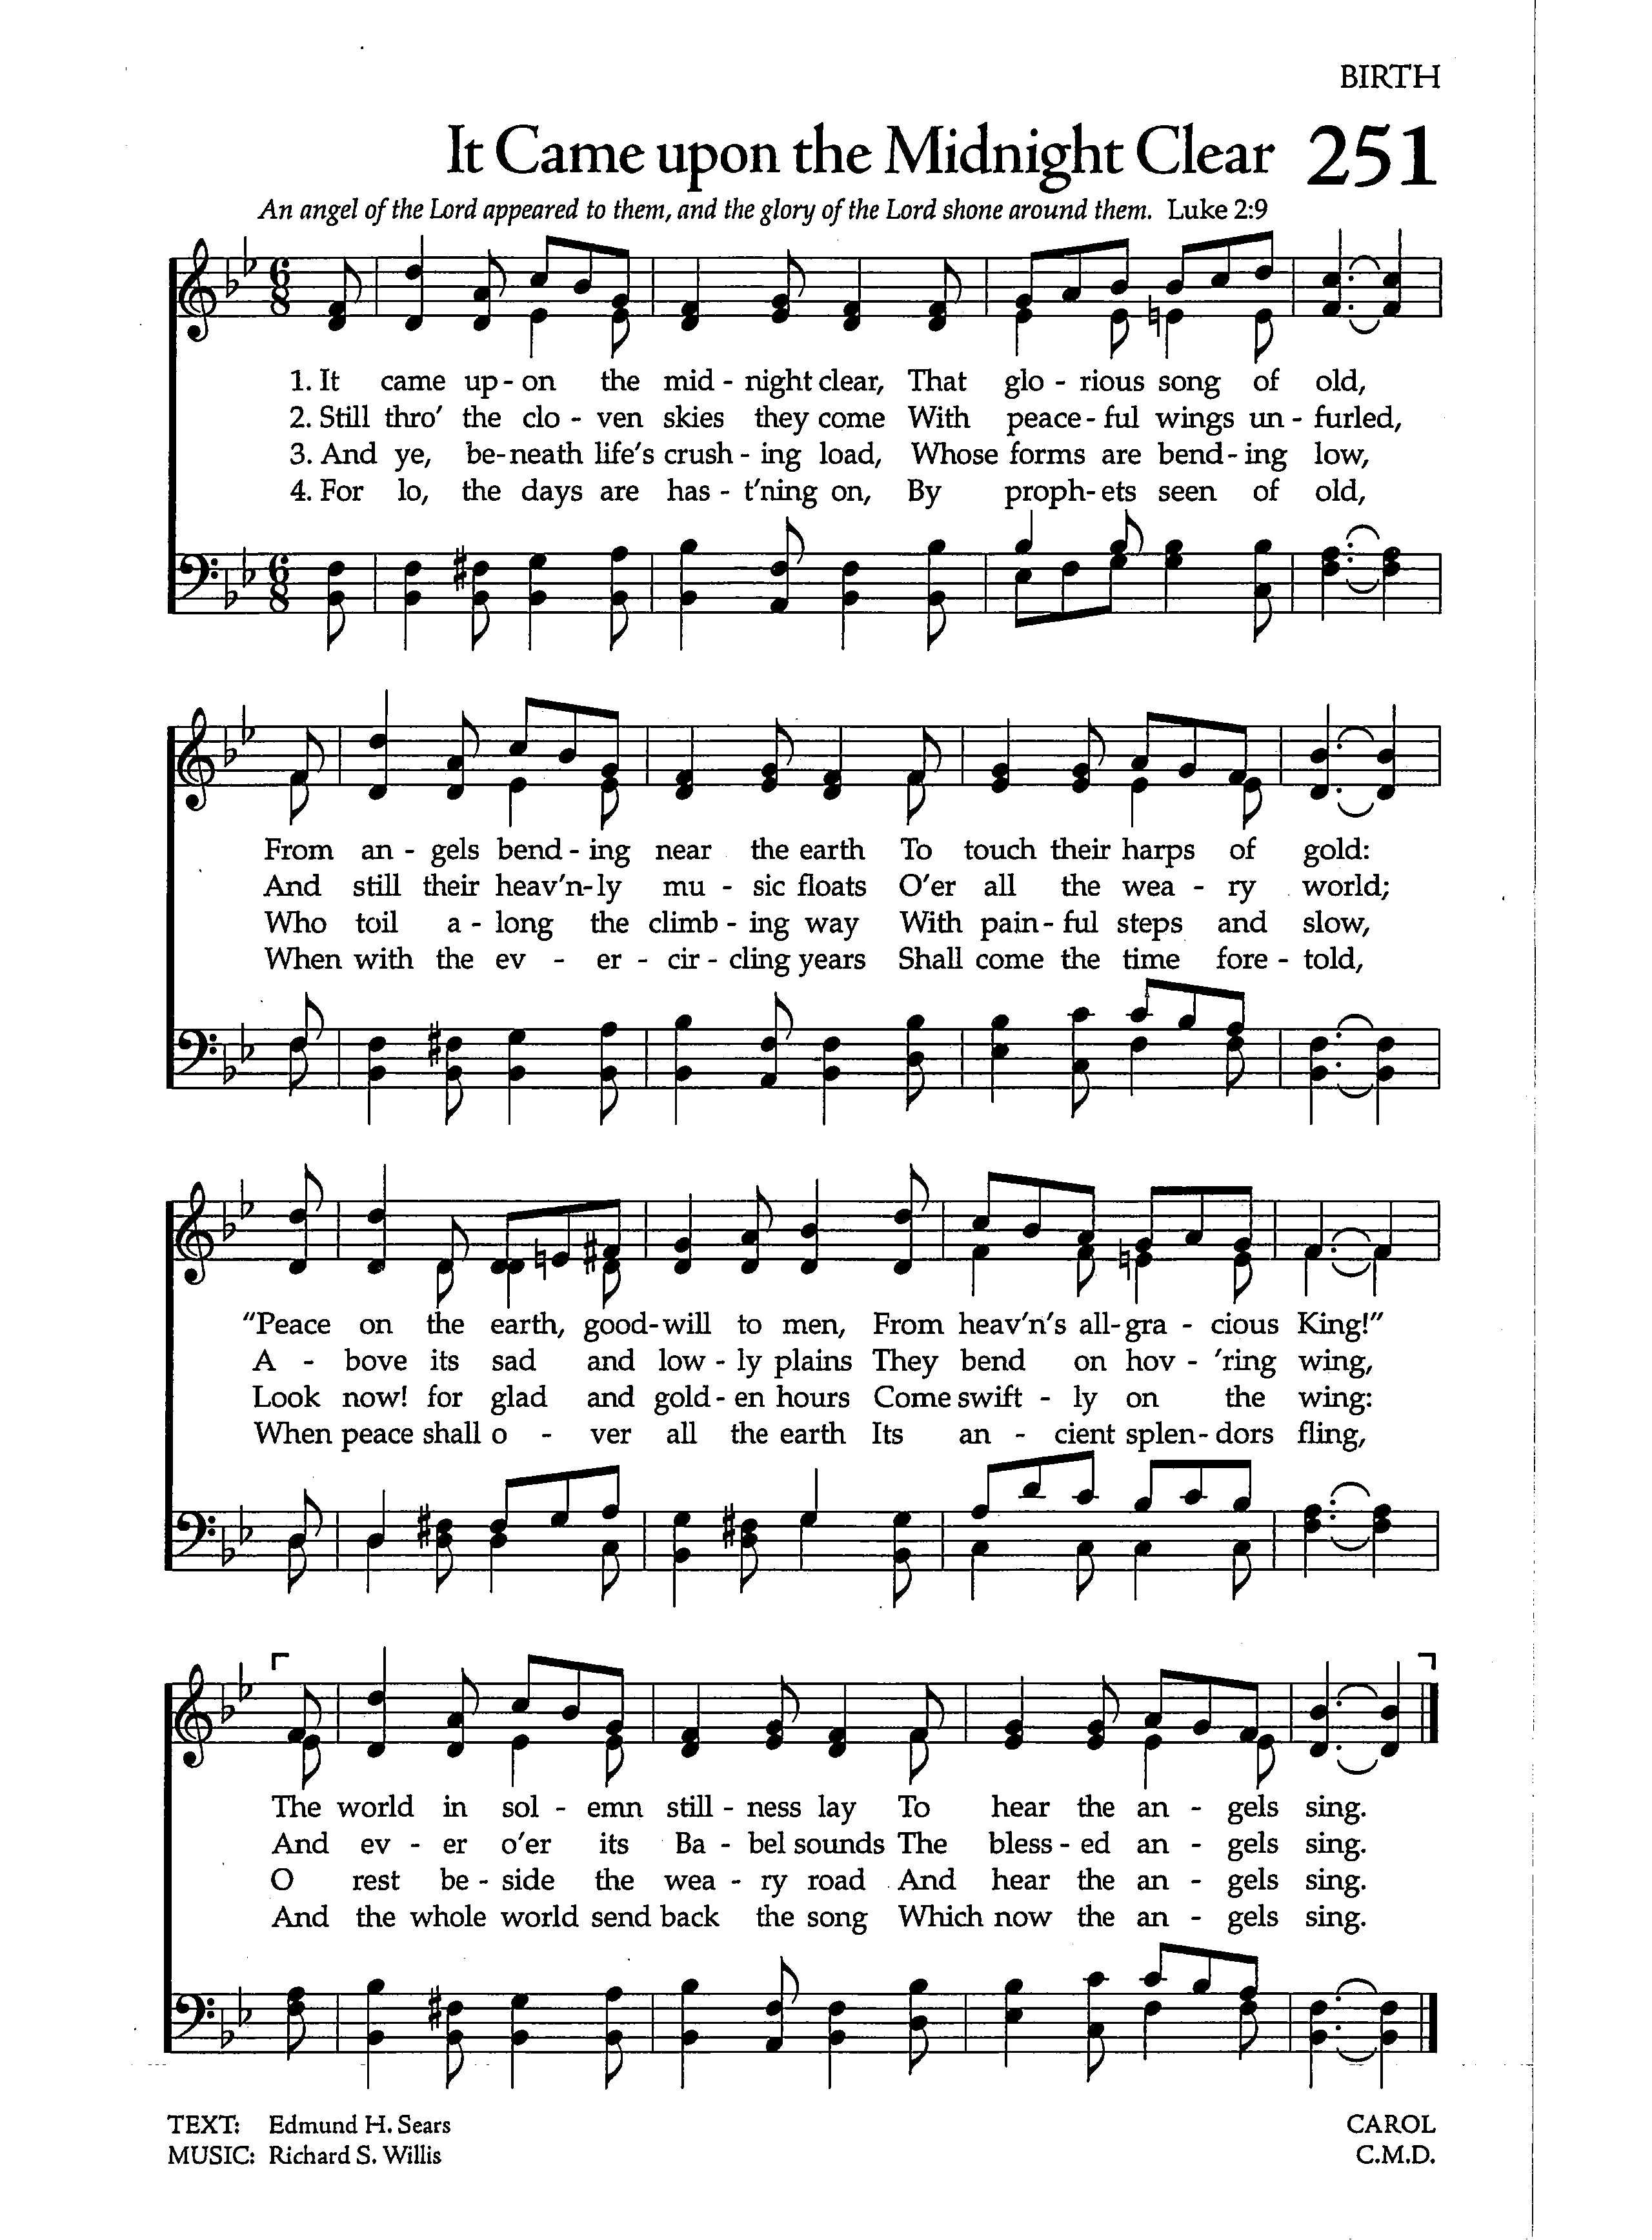 BIRTH
It Came upon the Midnight Clear 251
An angel of the Lord appeared to them, and the glory of the Lord shone around them. Luke 2:9
6 8
1. It came up - on the mid - night clear, That glo - rious song of old,
2. Still thro' the clo - ven skies they come With peace - ful wings un - furled,
3. And ye, be - neath life's crush - ing load, Whose forms are bend - ing low,
4. For lo, the days are has - t'ning on, By proph - ets seen of old,
6 8
From an - gels bend - ing near the earth To touch their harps of gold:
And still their heav'n - ly mu - sic floats O'er all the wea - ry world;
Who toil a - long the climb - ing way With pain - ful steps and slow,
When with the ev - er - cir - cling years Shall come the time fore - told,
"Peace on the earth, good - will to men, From heav'n's all - gra - cious King!"
A - bove its sad and low - ly plains They bend on hov - 'ring wing,
Look now! for glad and gold - en hours Come swift - ly on the wing:
When peace shall o - ver all the earth Its an - cient splen - dors fling,
The world in sol - emn still - ness lay To hear the an - gels sing.
And ev - er o'er its Ba - bel sounds The bless - ed an - gels sing.
O rest be - side the wea - ry road And hear the an - gels sing.
And the whole world send back the song Which now the an - gels sing.
TEXT: Edmund H. Sears CAROL
MUSIC: Richard S. Willis C.M.D.